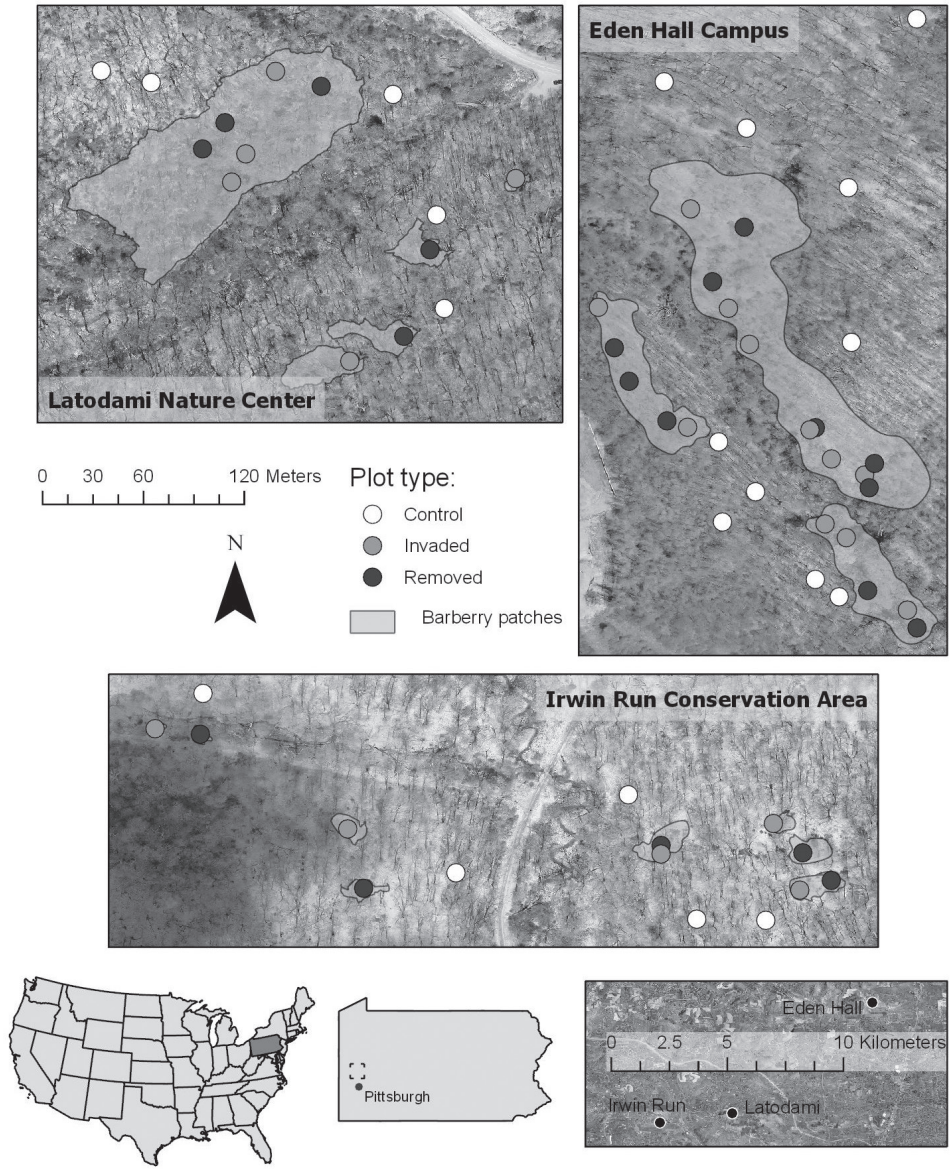 Eden Hall Campus
Latodami Nature Center
0 30 60 120 Meters
N
Plot type:
Control
Invaded
Removed
Barberry patches
Irwin Run Conservation Area
Pittsburgh
Eden Hall
0 2.5 5 10 Kilometers
Irwin Run
Latodami